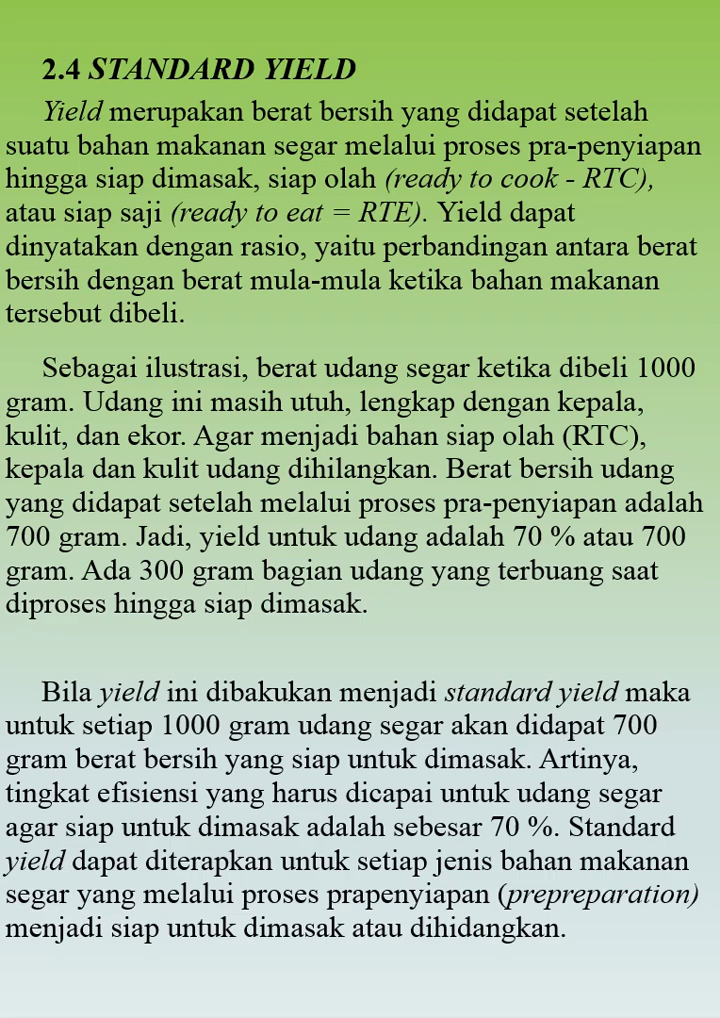 2.4 STANDARD YIELD
Yield merupakan berat bersih yang didapat setelah
suatu bahan makanan segar melalui proses pra-penyiapan
hingga siap dimasak, siap olah (ready to cook - RTC),
atau siap saji (ready to eat = RTE). Yield dapat
dinyatakan dengan rasio, yaitu perbandingan antara berat
bersih dengan berat mula-mula ketika bahan makanan
tersebut dibeli.
Sebagai ilustrasi, berat udang segar ketika dibeli 1000
gram. Udang ini masih utuh, lengkap dengan kepala,
kulit, dan ekor. Agar menjadi bahan siap olah (RTC),
kepala dan kulit udang dihilangkan. Berat bersih udang
yang didapat setelah melalui proses pra-penyiapan adalah
700 gram. Jadi, yield untuk udang adalah 70 % atau 700
gram. Ada 300 gram bagian udang yang terbuang saat
diproses hingga siap dimasak.
Bila yield ini dibakukan menjadi standard yield maka
untuk setiap 1000 gram udang segar akan didapat 700
gram berat bersih yang siap untuk dimasak. Artinya,
tingkat efisiensi yang harus dicapai untuk udang segar
agar siap untuk dimasak adalah sebesar 70 %. Standard
yield dapat diterapkan untuk setiap jenis bahan makanan
segar yang melalui proses prapenyiapan (prepreparation)
menjadi siap untuk dimasak atau dihidangkan.